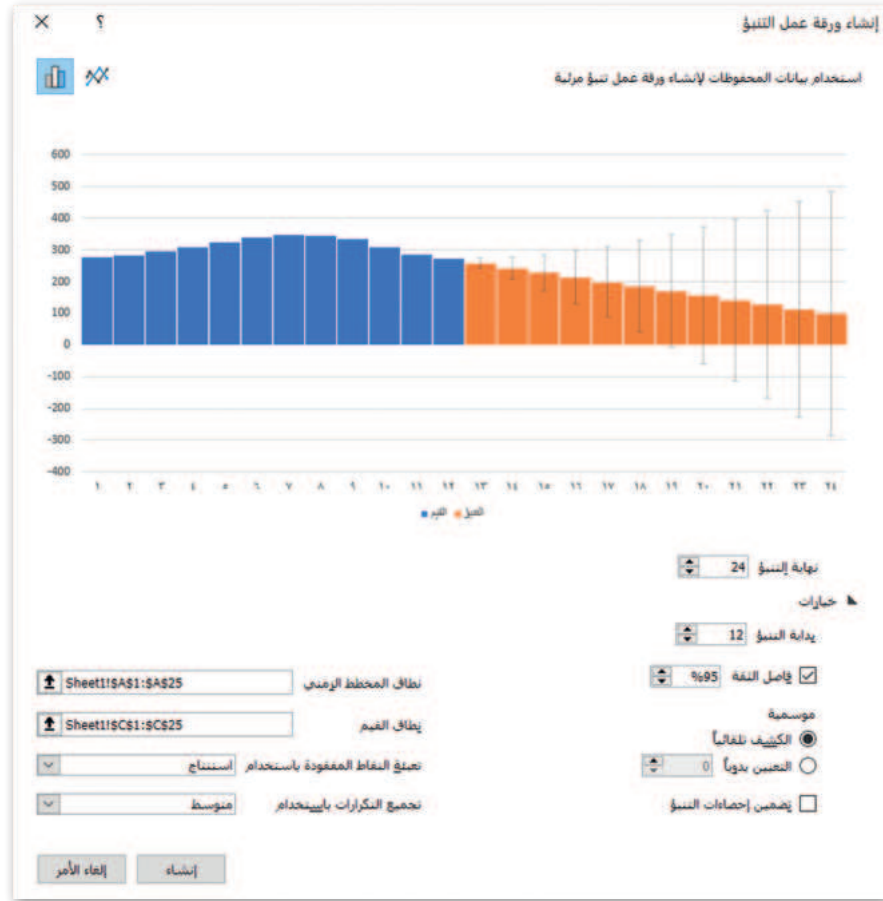 إنشاء ورقة عمل التنبؤ
؟ ×
استخدام بيانات المحفوظات لإنشاء ورقة عمل تنبؤ مرئية
600
500
400
300
200
100
0
-100
-200
-300
-400
١ ٢ ٣ ٤ ٥ ٦ ٧ ٨ ٩ ١٠ ١١ ١٢ ١٣ ١٤ ١٥ ١٦ ١٧ ١٨ ١٩ ٢٠ ٢١ ٢٢ ٢٣ ٢٤
القيم التنبؤ
نهاية التنبؤ 24
خيارات
بداية التنبؤ 12
فاصل الثقة %95
موسمية
الكشف تلقائياً
التعيين يدوياً 0
تضمين إحصاءات التنبؤ
نطاق المخطط الزمني Sheet1!$A$1:$A$25
نطاق القيم Sheet1!$C$1:$C$25
تعبئة النقاط المفقودة باستخدام استنتاج
تجميع التكرارات باستخدام متوسط
إنشاء
إلغاء الأمر